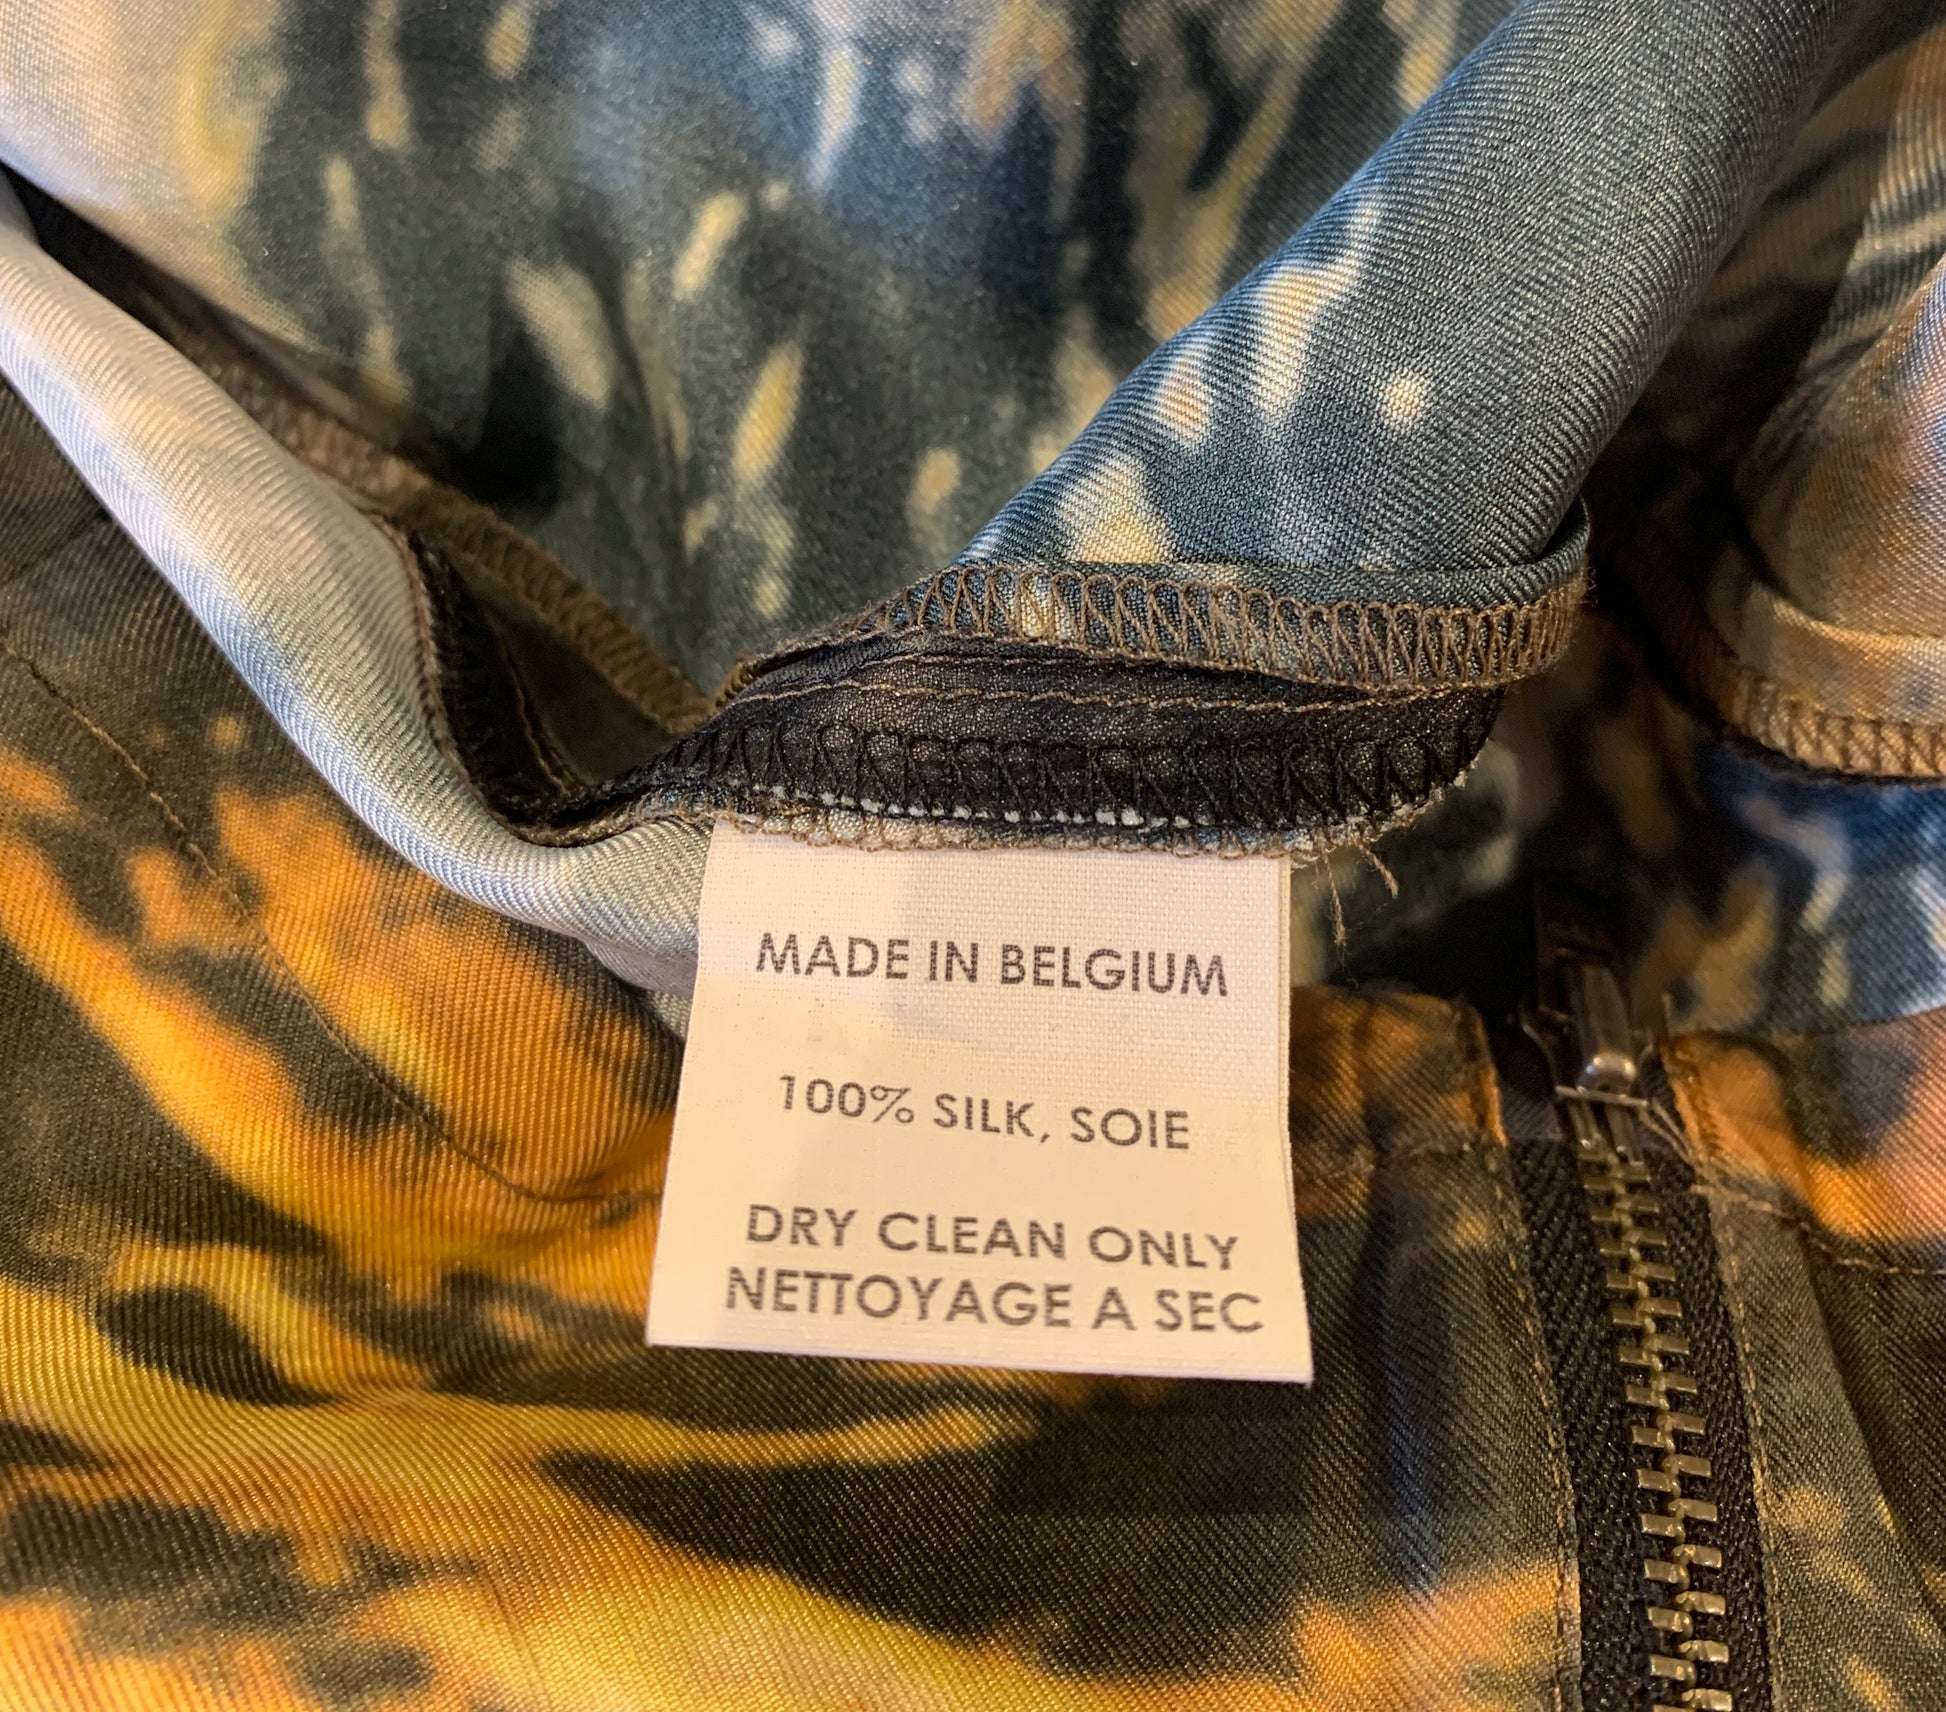 MADE IN BELGIUM
100% SILK, SOIE
DRY CLEAN ONLY
NETTOYAGE A SEC